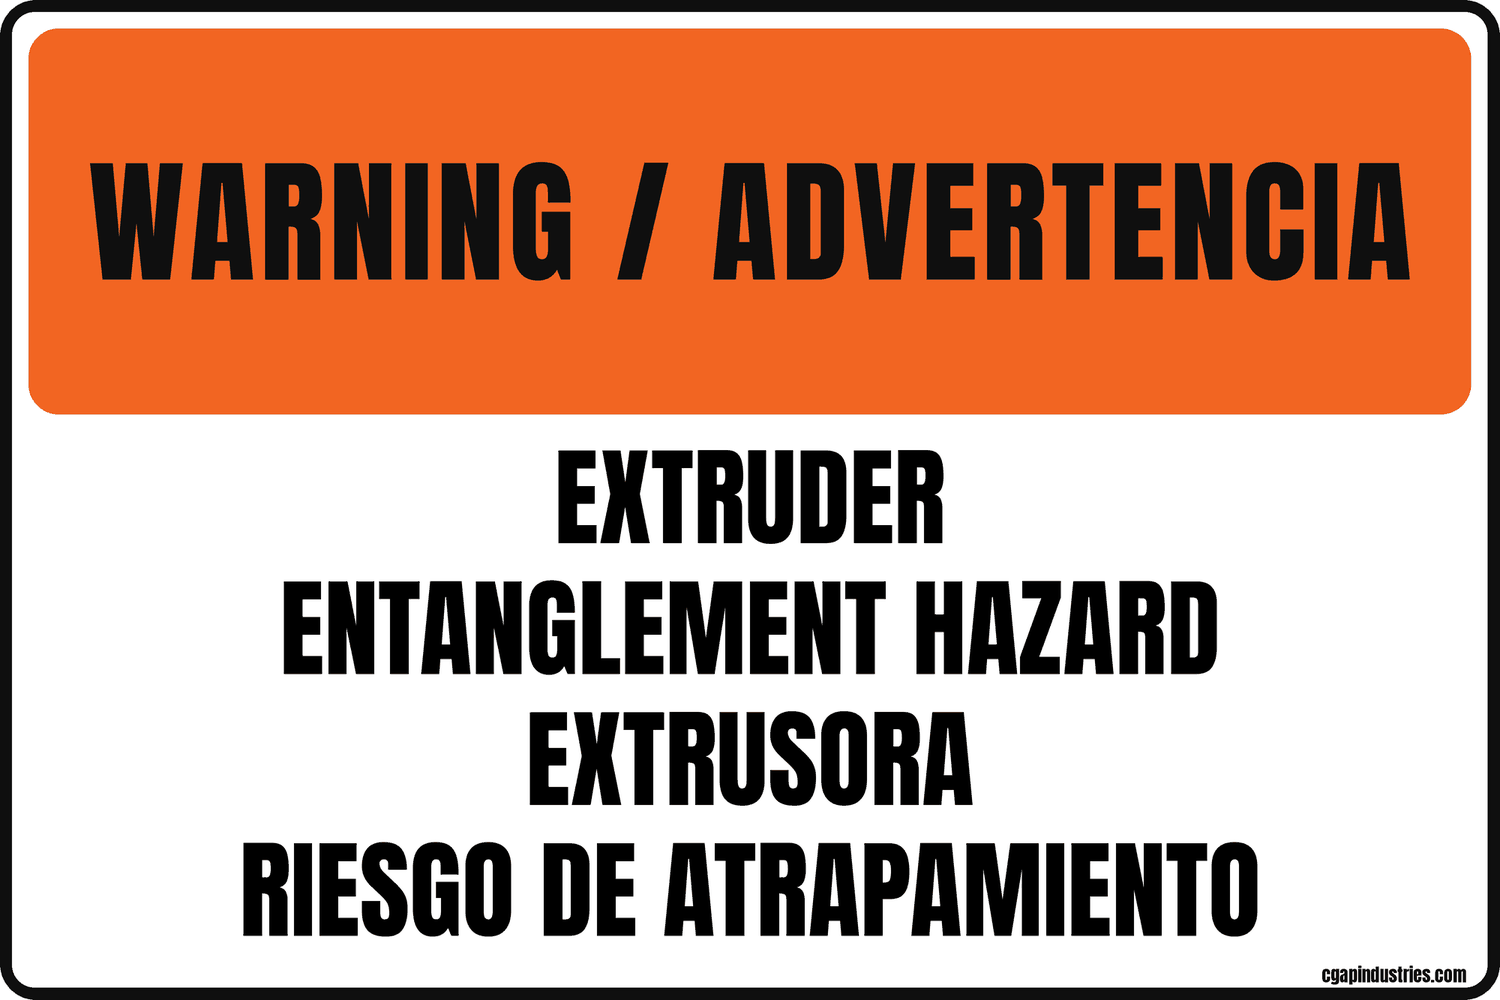 WARNING / ADVERTENCIA
EXTRUDER
ENTANGLEMENT HAZARD
EXTRUSORA
RIESGO DE ATRAPAMIENTO
cgapindustries.com